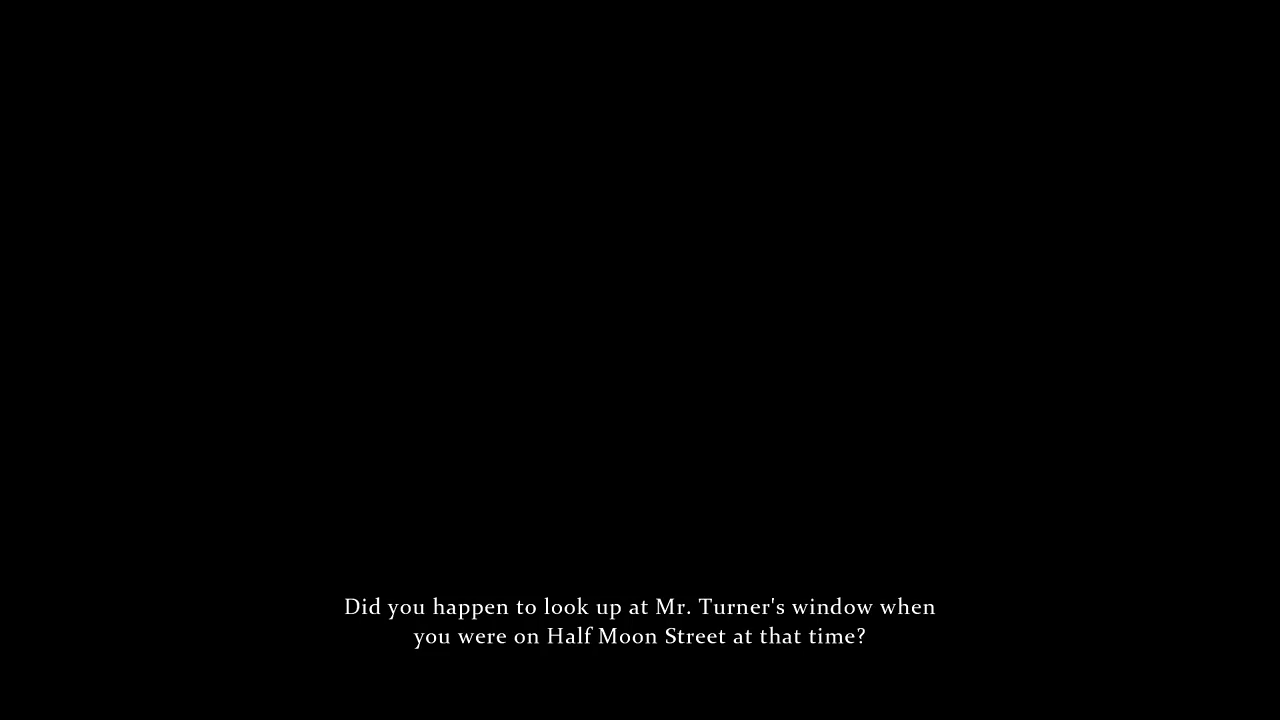 Did you happen to look up at Mr. Turner's window when
you were on Half Moon Street at that time?